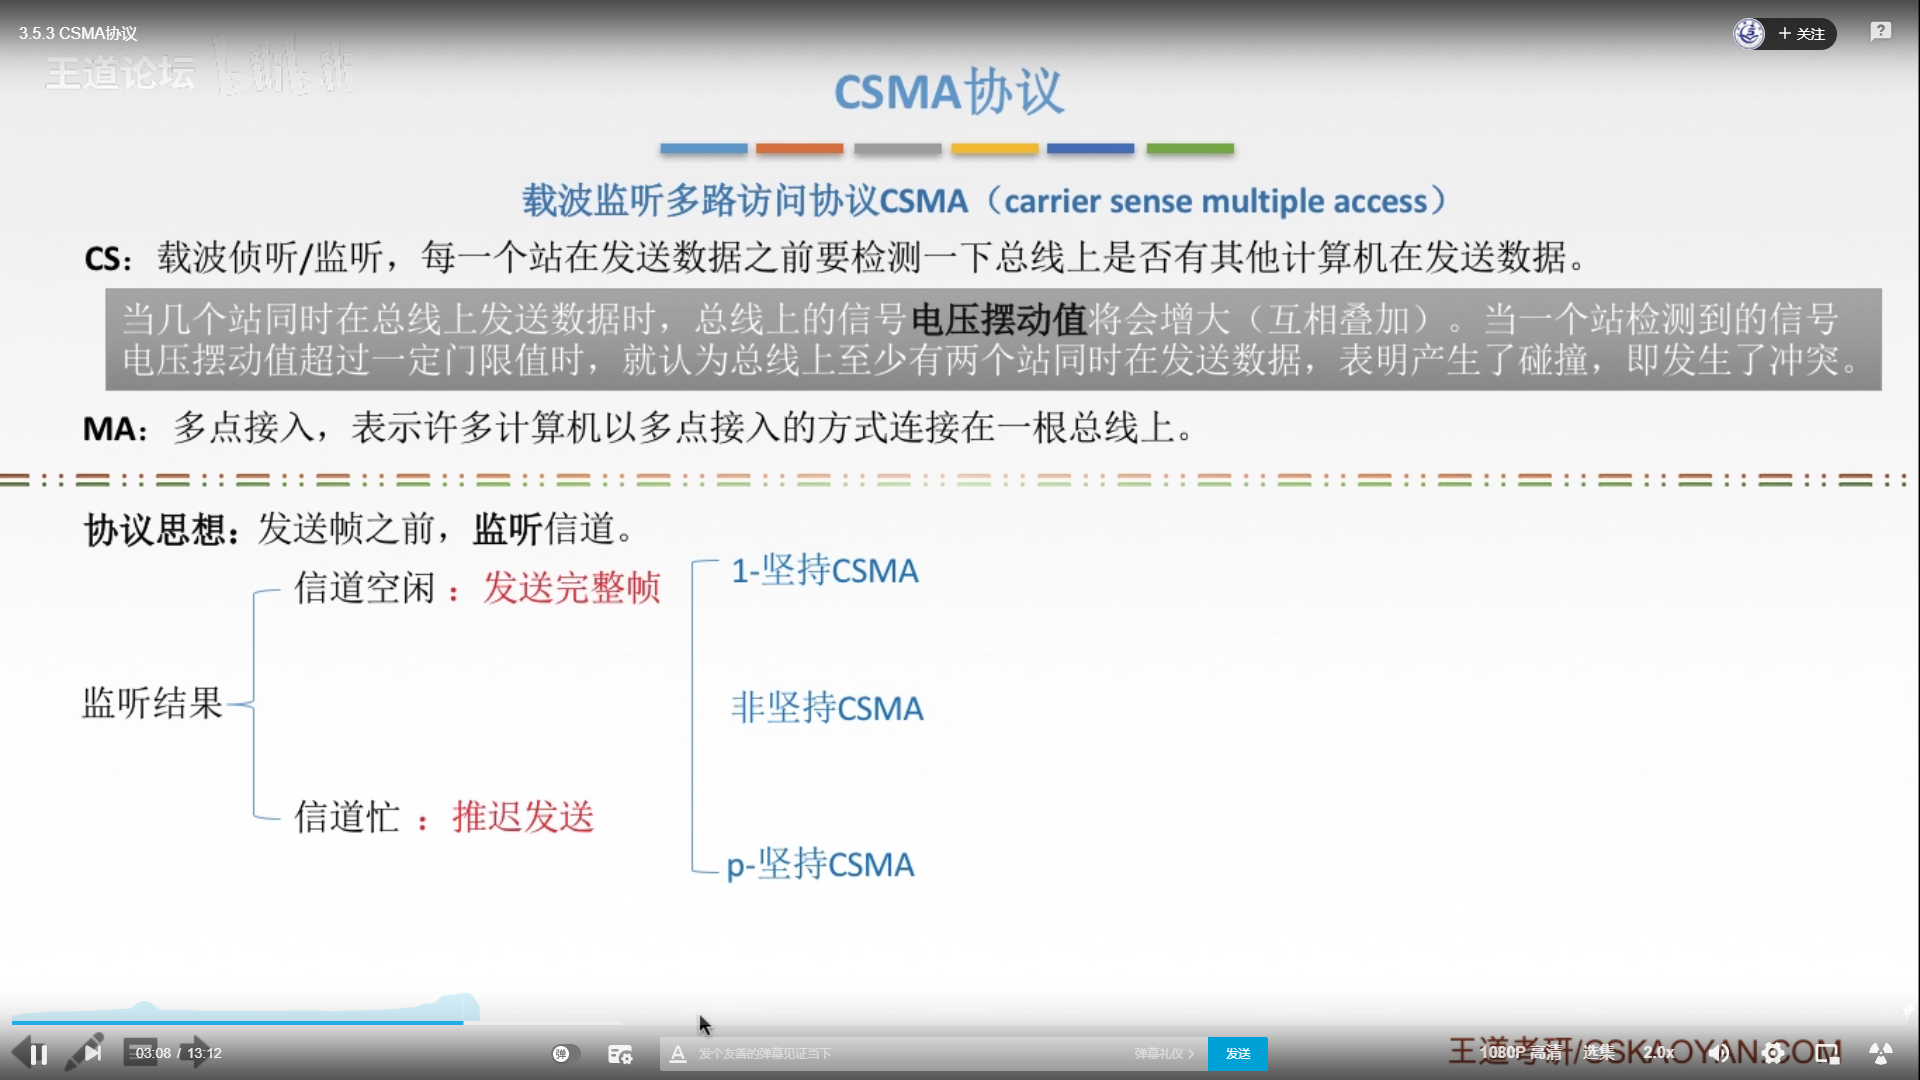 3.5.3 CSMA协议
关注
王道论坛 bilibili
CSMA协议
载波监听多路访问协议CSMA（carrier sense multiple access）
CS：载波侦听/监听，每一个站在发送数据之前要检测一下总线上是否有其他计算机在发送数据。
当几个站同时在总线上发送数据时，总线上的信号电压摆动值将会增大（互相叠加）。当一个站检测到的信号
电压摆动值超过一定门限值时，就认为总线上至少有两个站同时在发送数据，表明产生了碰撞，即发生了冲突。
MA：多点接入，表示许多计算机以多点接入的方式连接在一根总线上。
协议思想：发送帧之前，监听信道。
1-坚持CSMA
信道空闲：发送完整帧
监听结果
非坚持CSMA
信道忙：推迟发送
p-坚持CSMA
03:08 / 13:12
弹
发个友善的弹幕见证当下
弹幕礼仪 >
发送
王道考研/CSKAOYAN.COM
1080P 高清
选集
2.0x